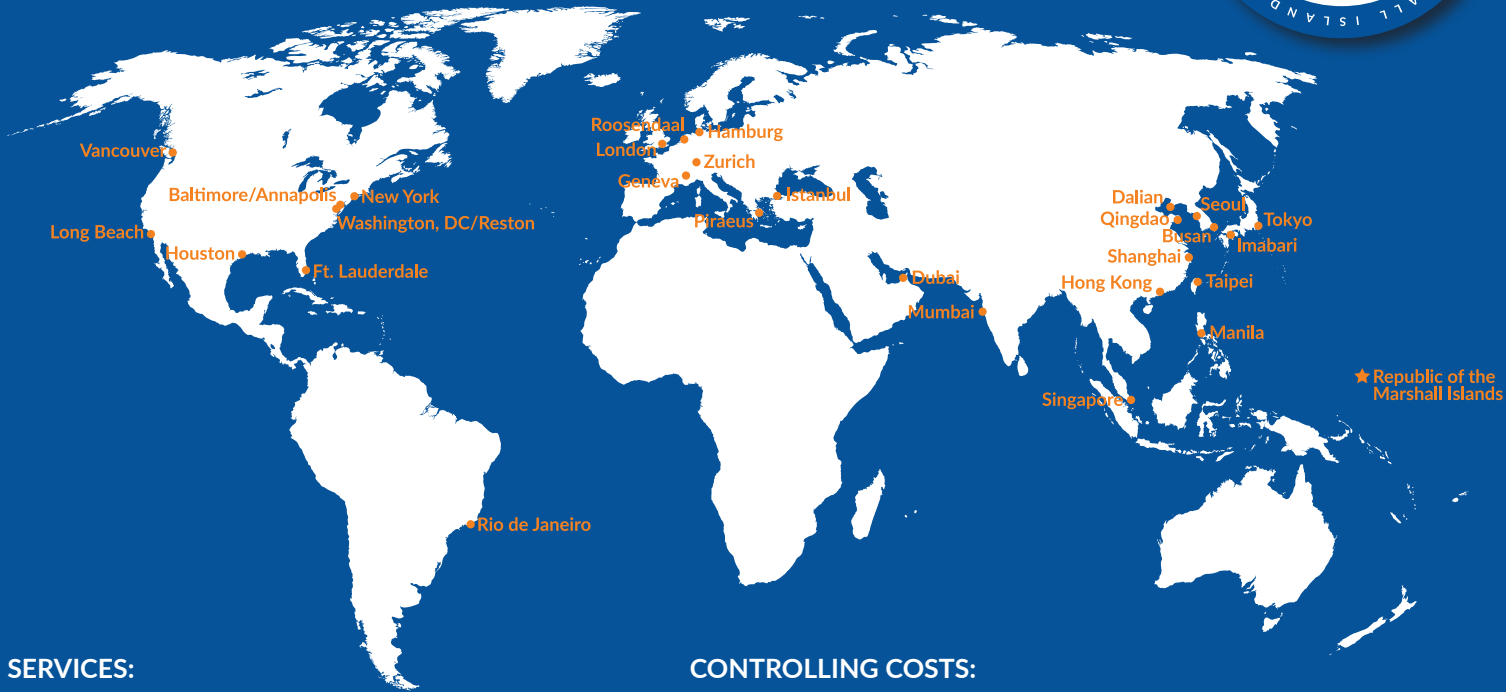 ALL ISLAND
Roosendaal
Hamburg
Vancouver
London
Zurich
Geneva
Baltimore/Annapolis
New York
Istanbul
Dalian
Seoul
Washington, DC/Reston
Piraeus
Qingdao
Tokyo
Long Beach
Busan
Imabari
Houston
Shanghai
Ft. Lauderdale
Dubai
Hong Kong
Taipei
Mumbai
Manila
Republic of the
Marshall Islands
Singapore
Rio de Janeiro
SERVICES:
CONTROLLING COSTS: